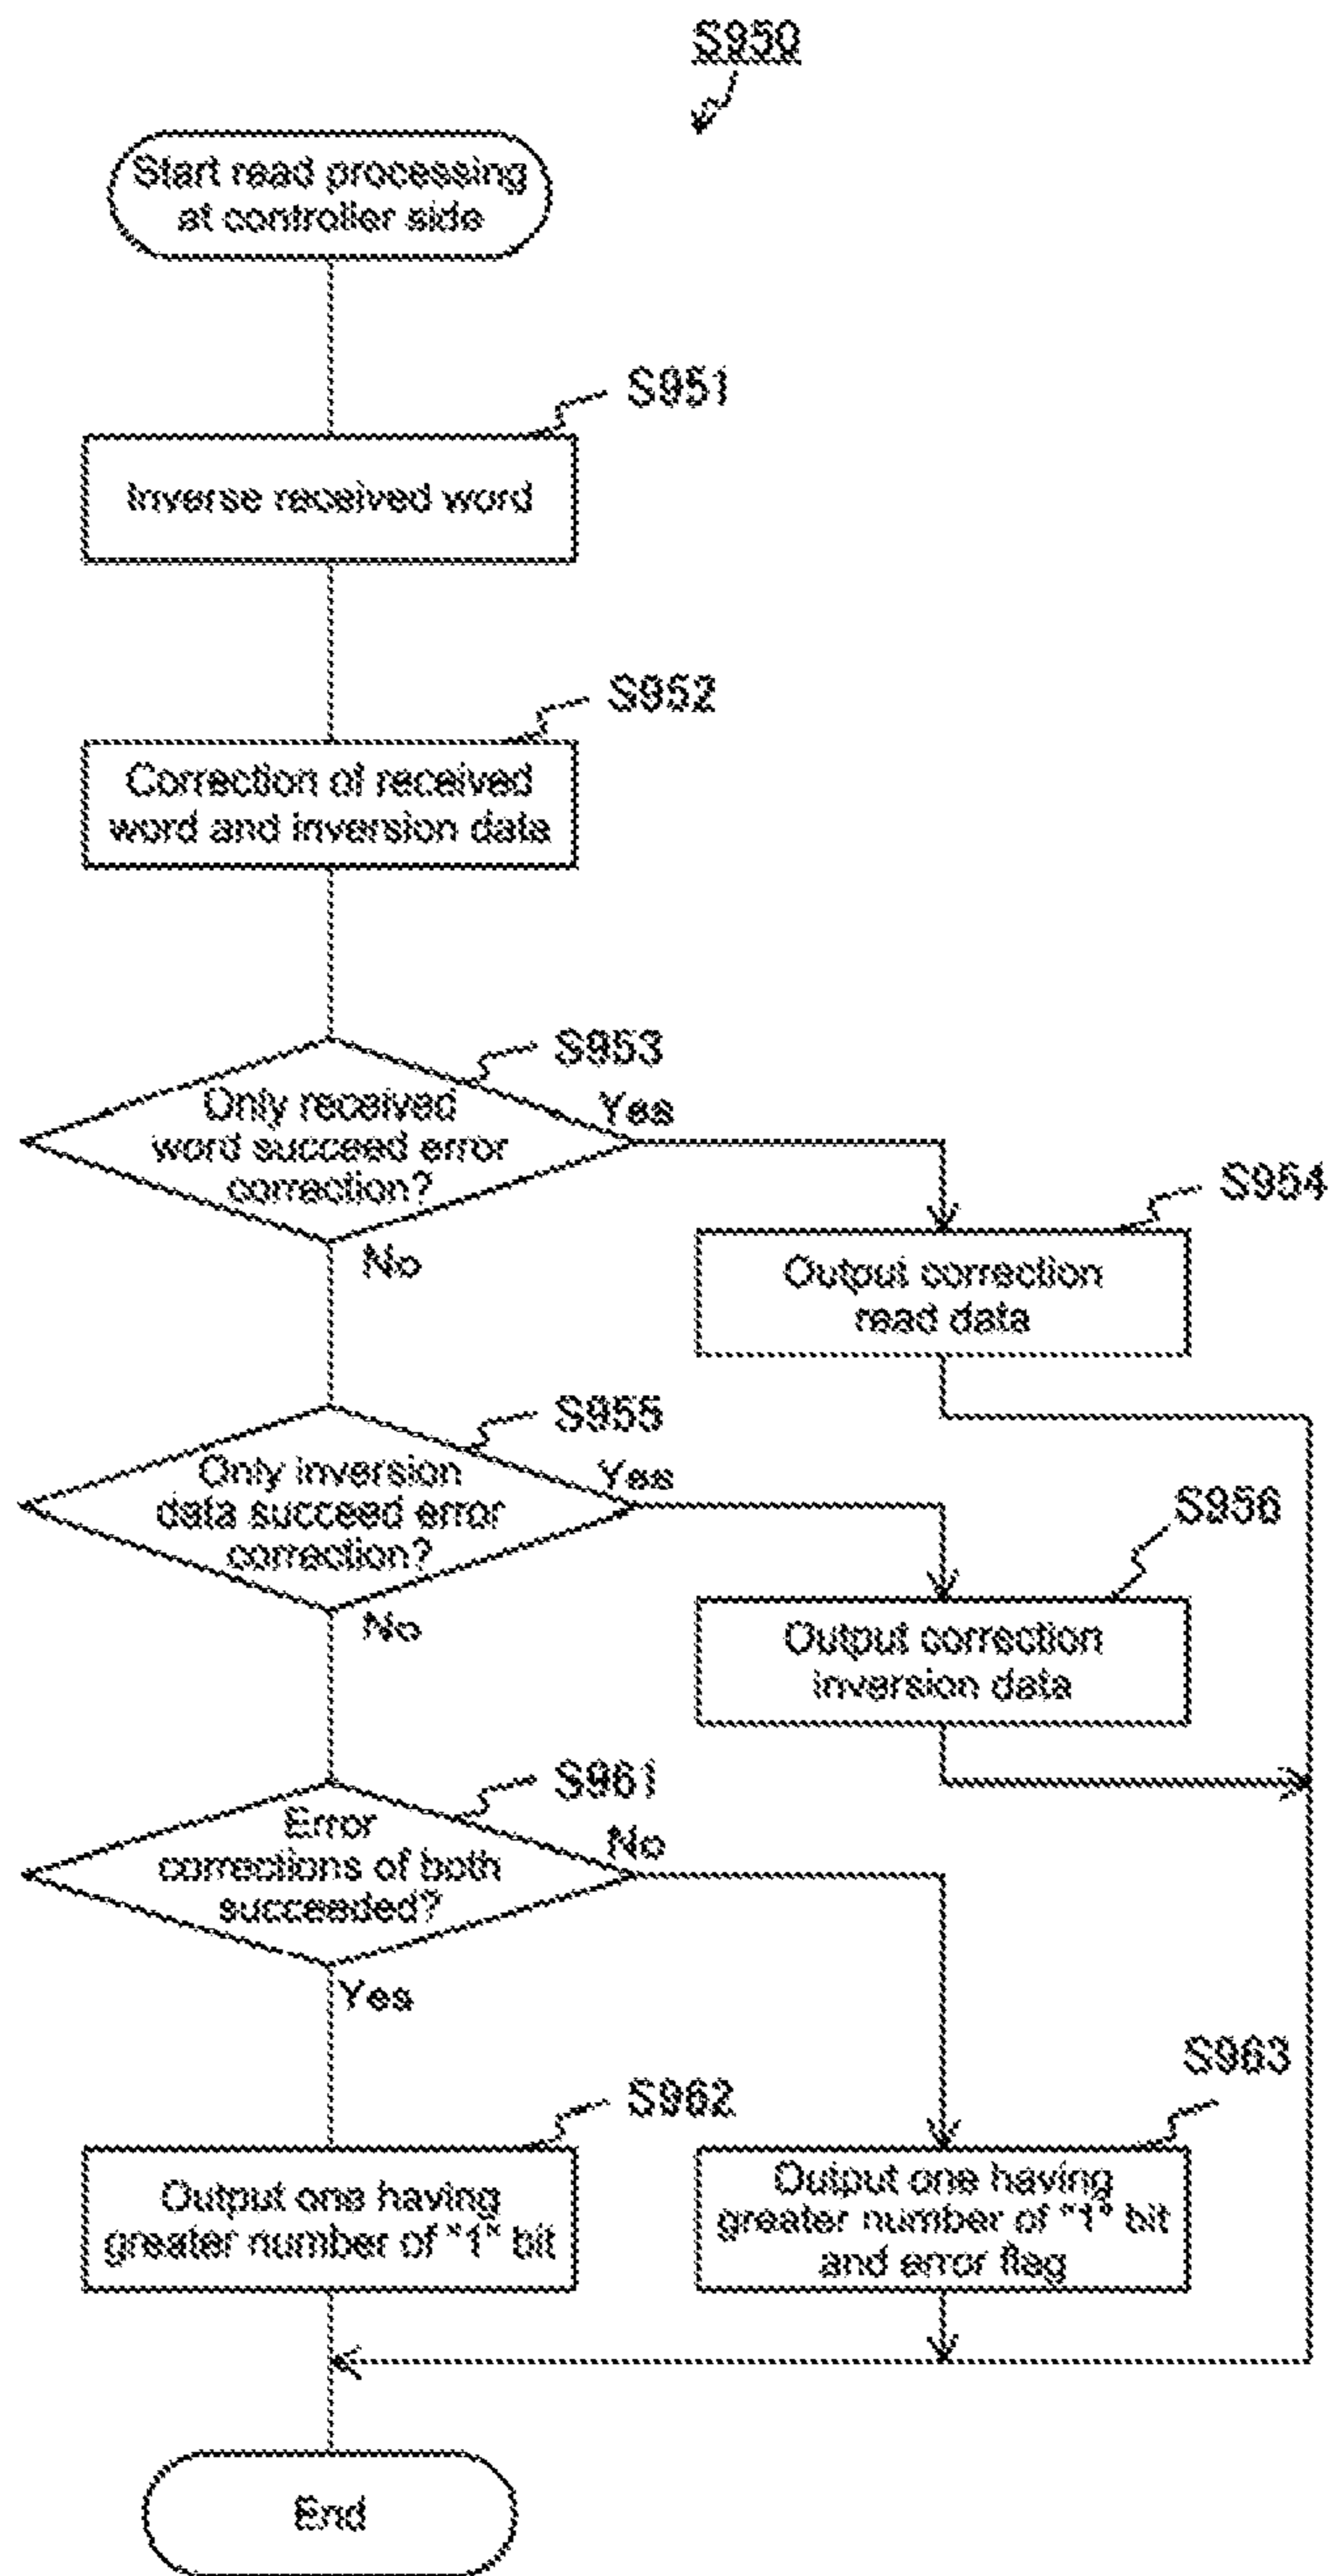 S950
Start read processing
at controller side
S951
Inverse received word
S952
Correction of received
word and inversion data
S953
Only received
word succeed error
correction?
Yes
No
S954
Output correction
read data
S955
Only inversion
data succeed error
correction?
Yes
No
S956
Output correction
inversion data
S961
Error
corrections of both
succeeded?
No
Yes
S962
Output one having
greater number of "1" bit
S963
Output one having
greater number of "1" bit
and error flag
End